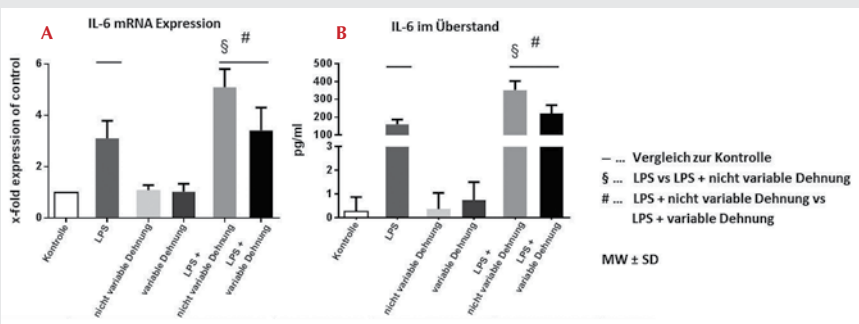 A
IL-6 mRNA Expression
§ #
x-fold expression of control
6
4
2
0
Kontrolle
LPS
nicht variable Dehnung
variable Dehnung
LPS +
nicht variable Dehnung
LPS +
variable Dehnung
B
IL-6 im Überstand
§ #
pg/ml
500
400
300
200
100
3
2
1
0
Kontrolle
LPS
nicht variable Dehnung
variable Dehnung
LPS +
nicht variable Dehnung
LPS +
variable Dehnung
– ... Vergleich zur Kontrolle
§ ... LPS vs LPS + nicht variable Dehnung
# ... LPS + nicht variable Dehnung vs
LPS + variable Dehnung
MW ± SD